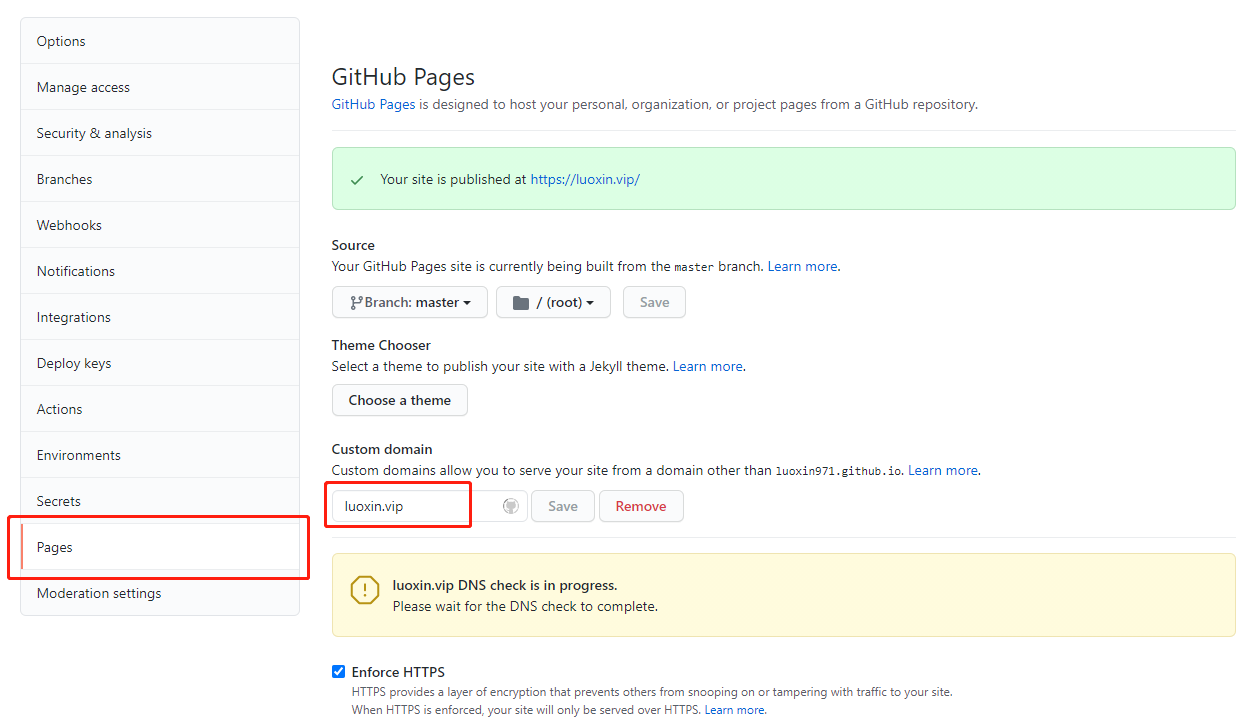 Options
Manage access
Security & analysis
Branches
Webhooks
Notifications
Integrations
Deploy keys
Actions
Environments
Secrets
Pages
Moderation settings
GitHub Pages
GitHub Pages is designed to host your personal, organization, or project pages from a GitHub repository.
Your site is published at https://luoxin.vip/
Source
Your GitHub Pages site is currently being built from the master branch. Learn more.
Branch: master
/ (root)
Save
Theme Chooser
Select a theme to publish your site with a Jekyll theme. Learn more.
Choose a theme
Custom domain
Custom domains allow you to serve your site from a domain other than luoxin971.github.io. Learn more.
luoxin.vip
Save
Remove
luoxin.vip DNS check is in progress.
Please wait for the DNS check to complete.
Enforce HTTPS
HTTPS provides a layer of encryption that prevents others from snooping on or tampering with traffic to your site.
When HTTPS is enforced, your site will only be served over HTTPS. Learn more.